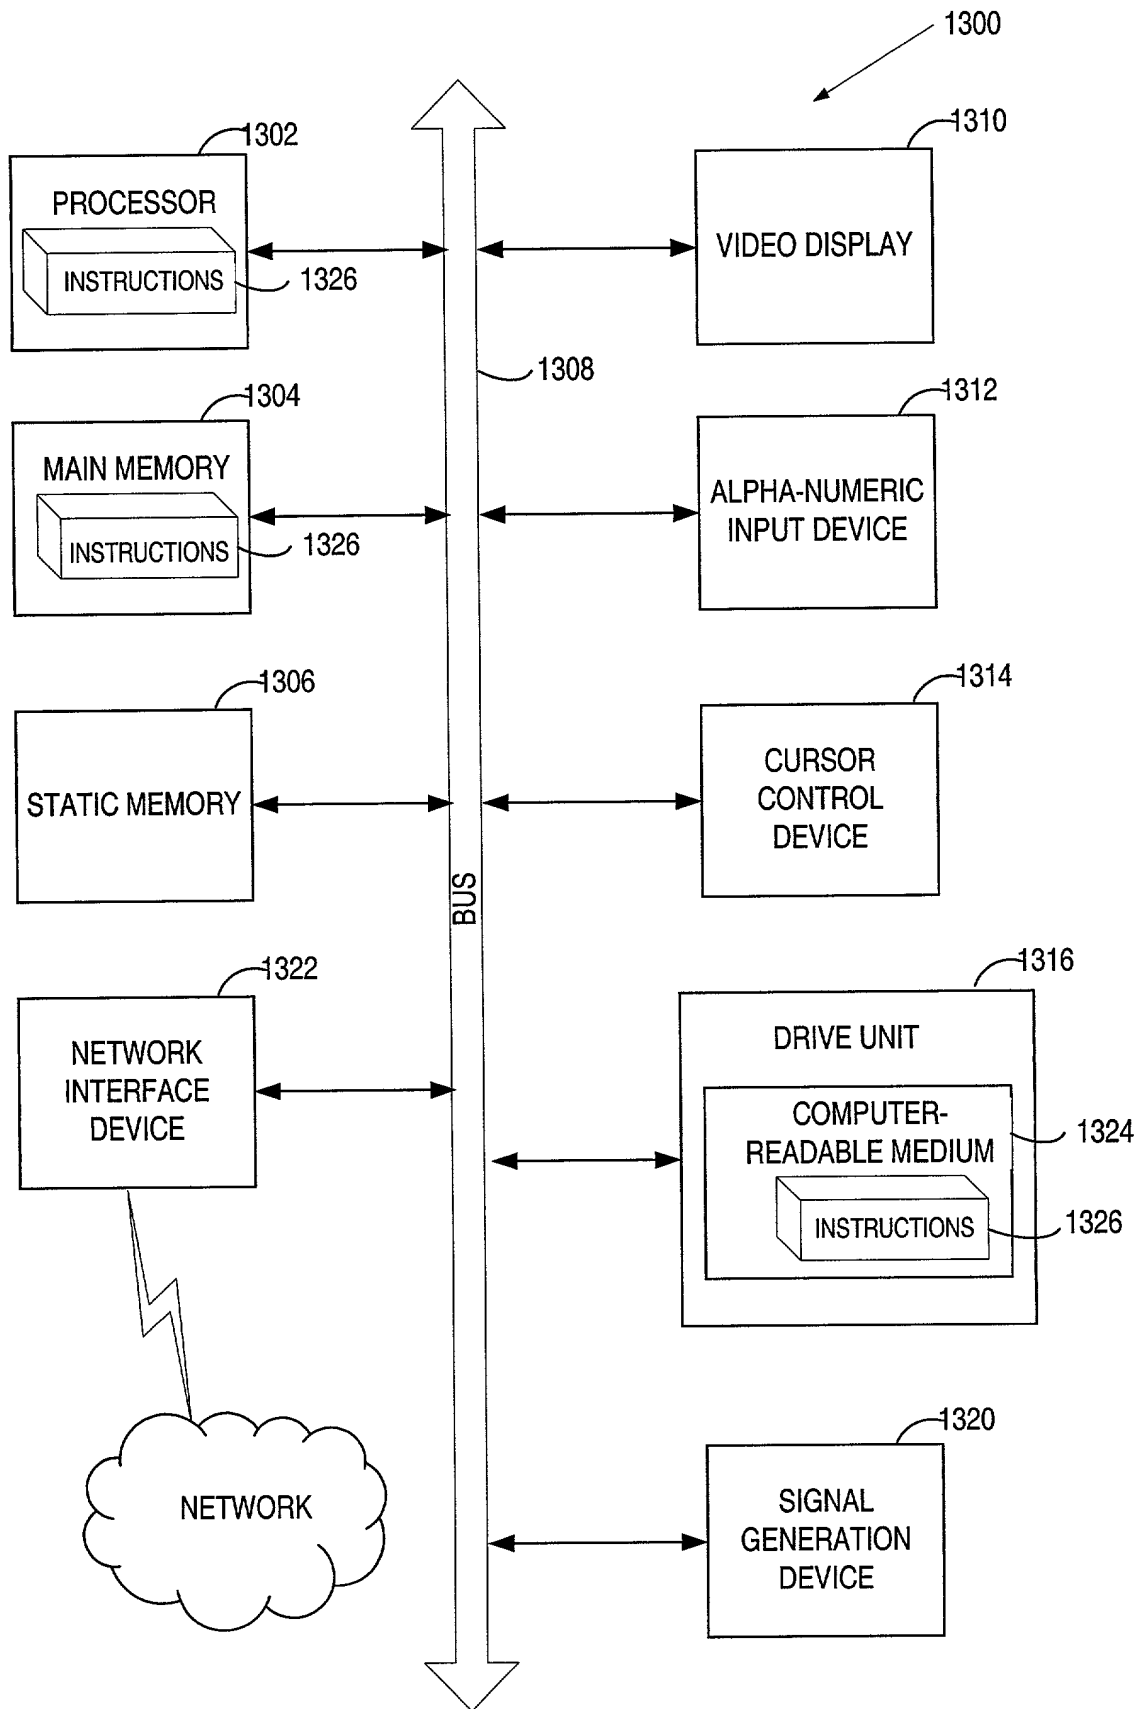 1300
1302
PROCESSOR
INSTRUCTIONS
1326
1310
VIDEO DISPLAY
1308
1304
MAIN MEMORY
INSTRUCTIONS
1326
1312
ALPHA-NUMERIC
INPUT DEVICE
1306
STATIC MEMORY
1314
CURSOR
CONTROL
DEVICE
BUS
1322
NETWORK
INTERFACE
DEVICE
1316
DRIVE UNIT
COMPUTER-
READABLE MEDIUM
1324
INSTRUCTIONS
1326
NETWORK
1320
SIGNAL
GENERATION
DEVICE